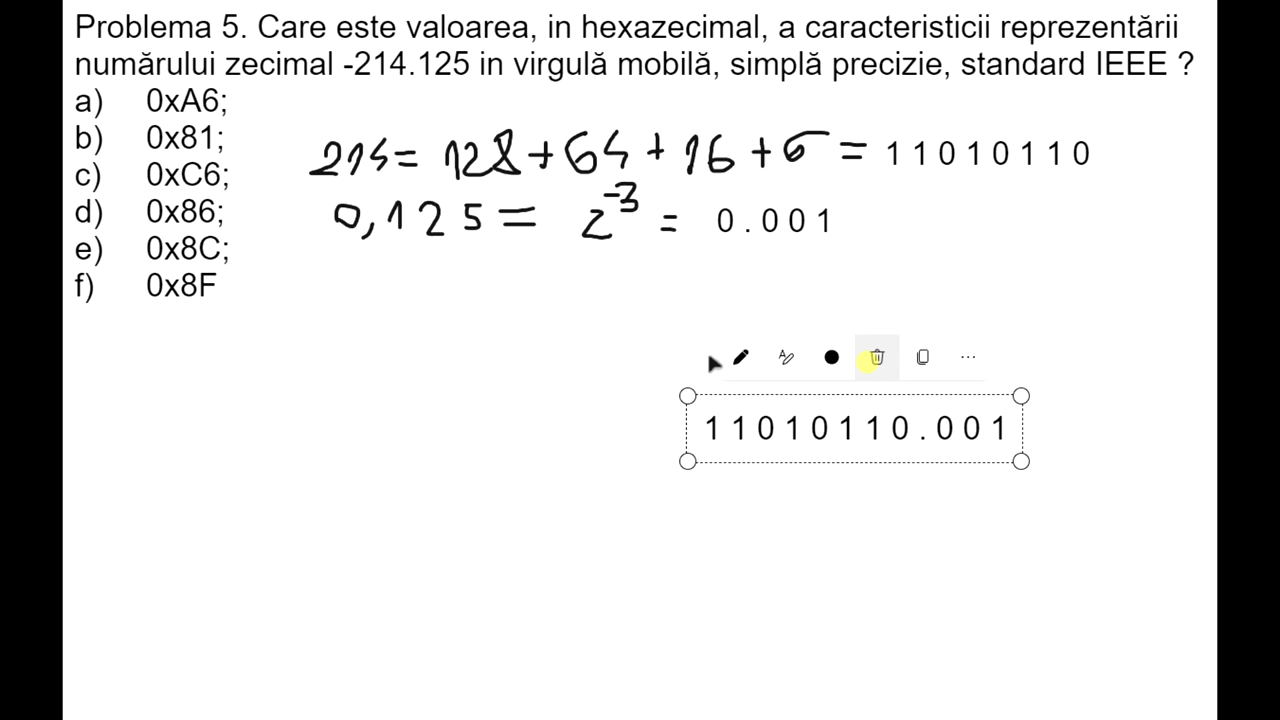 Problema 5. Care este valoarea, in hexazecimal, a caracteristicii reprezentării
numărului zecimal -214.125 in virgulă mobilă, simplă precizie, standard IEEE ?
a) 0xA6;
b) 0x81;
c) 0xC6;
d) 0x86;
e) 0x8C;
f) 0x8F
214 = 128 + 64 + 16 + 6 = 1 1 0 1 0 1 1 0
0,125 = 2⁻³ = 0 . 0 0 1
1 1 0 1 0 1 1 0 . 0 0 1